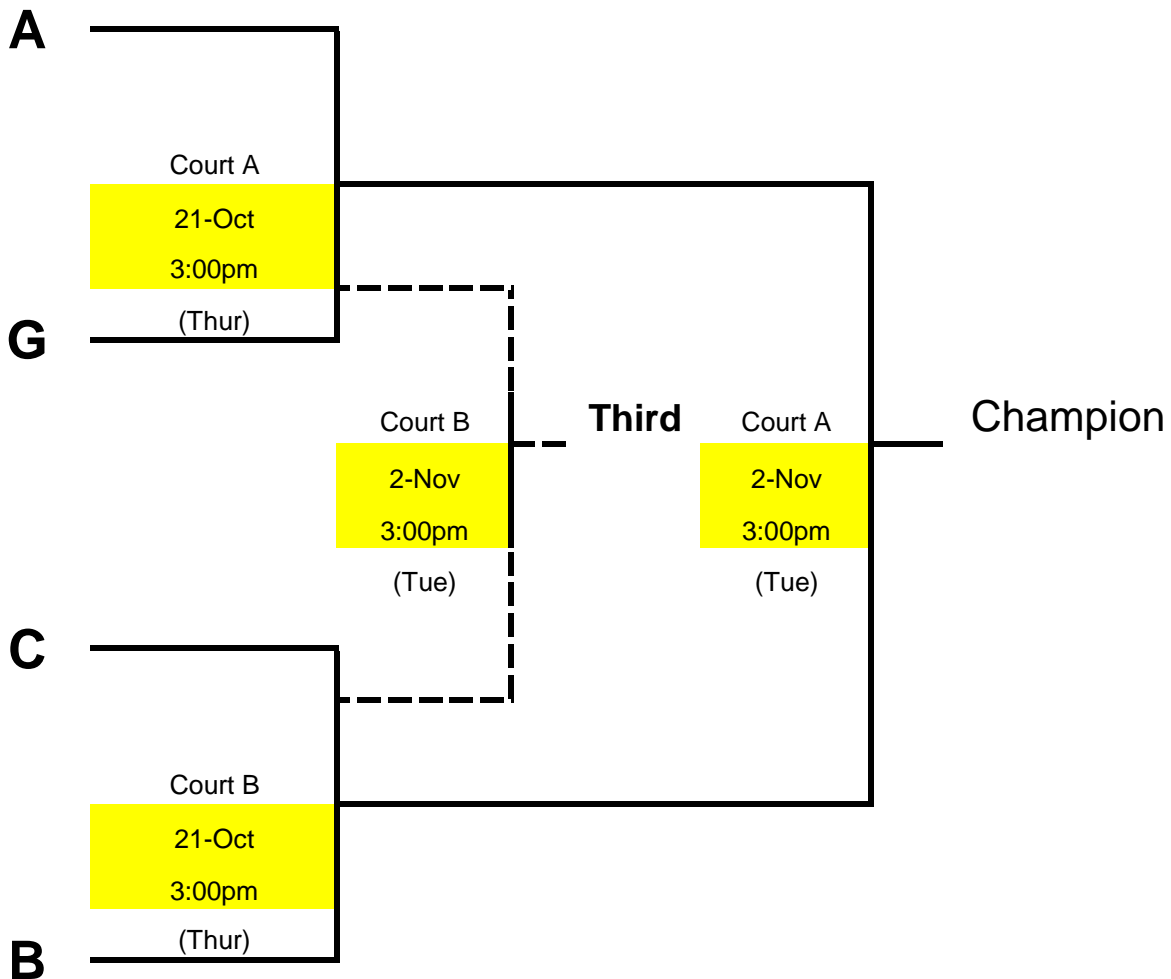 A
Court A
21-Oct
3:00pm
(Thur)
G
Court B
2-Nov
3:00pm
(Tue)
Third
Court A
2-Nov
3:00pm
(Tue)
Champion
C
Court B
21-Oct
3:00pm
(Thur)
B